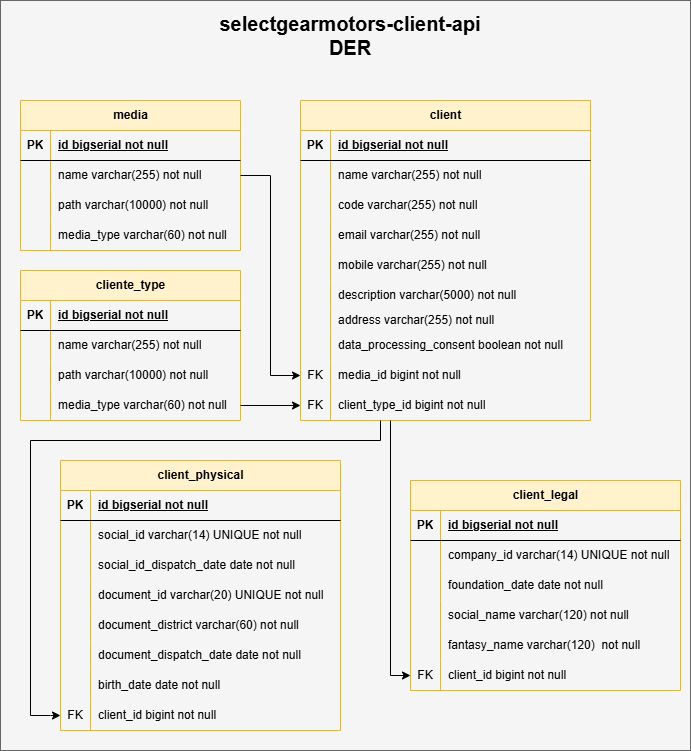 selectgearmotors-client-api
DER
media
PK id bigserial not null
name varchar(255) not null
path varchar(10000) not null
media_type varchar(60) not null
cliente_type
PK id bigserial not null
name varchar(255) not null
path varchar(10000) not null
media_type varchar(60) not null
client
PK id bigserial not null
name varchar(255) not null
code varchar(255) not null
email varchar(255) not null
mobile varchar(255) not null
description varchar(5000) not null
address varchar(255) not null
data_processing_consent boolean not null
FK media_id bigint not null
FK client_type_id bigint not null
client_physical
PK id bigserial not null
social_id varchar(14) UNIQUE not null
social_id_dispatch_date date not null
document_id varchar(20) UNIQUE not null
document_district varchar(60) not null
document_dispatch_date date not null
birth_date date not null
FK client_id bigint not null
client_legal
PK id bigserial not null
company_id varchar(14) UNIQUE not null
foundation_date date not null
social_name varchar(120) not null
fantasy_name varchar(120) not null
FK client_id bigint not null